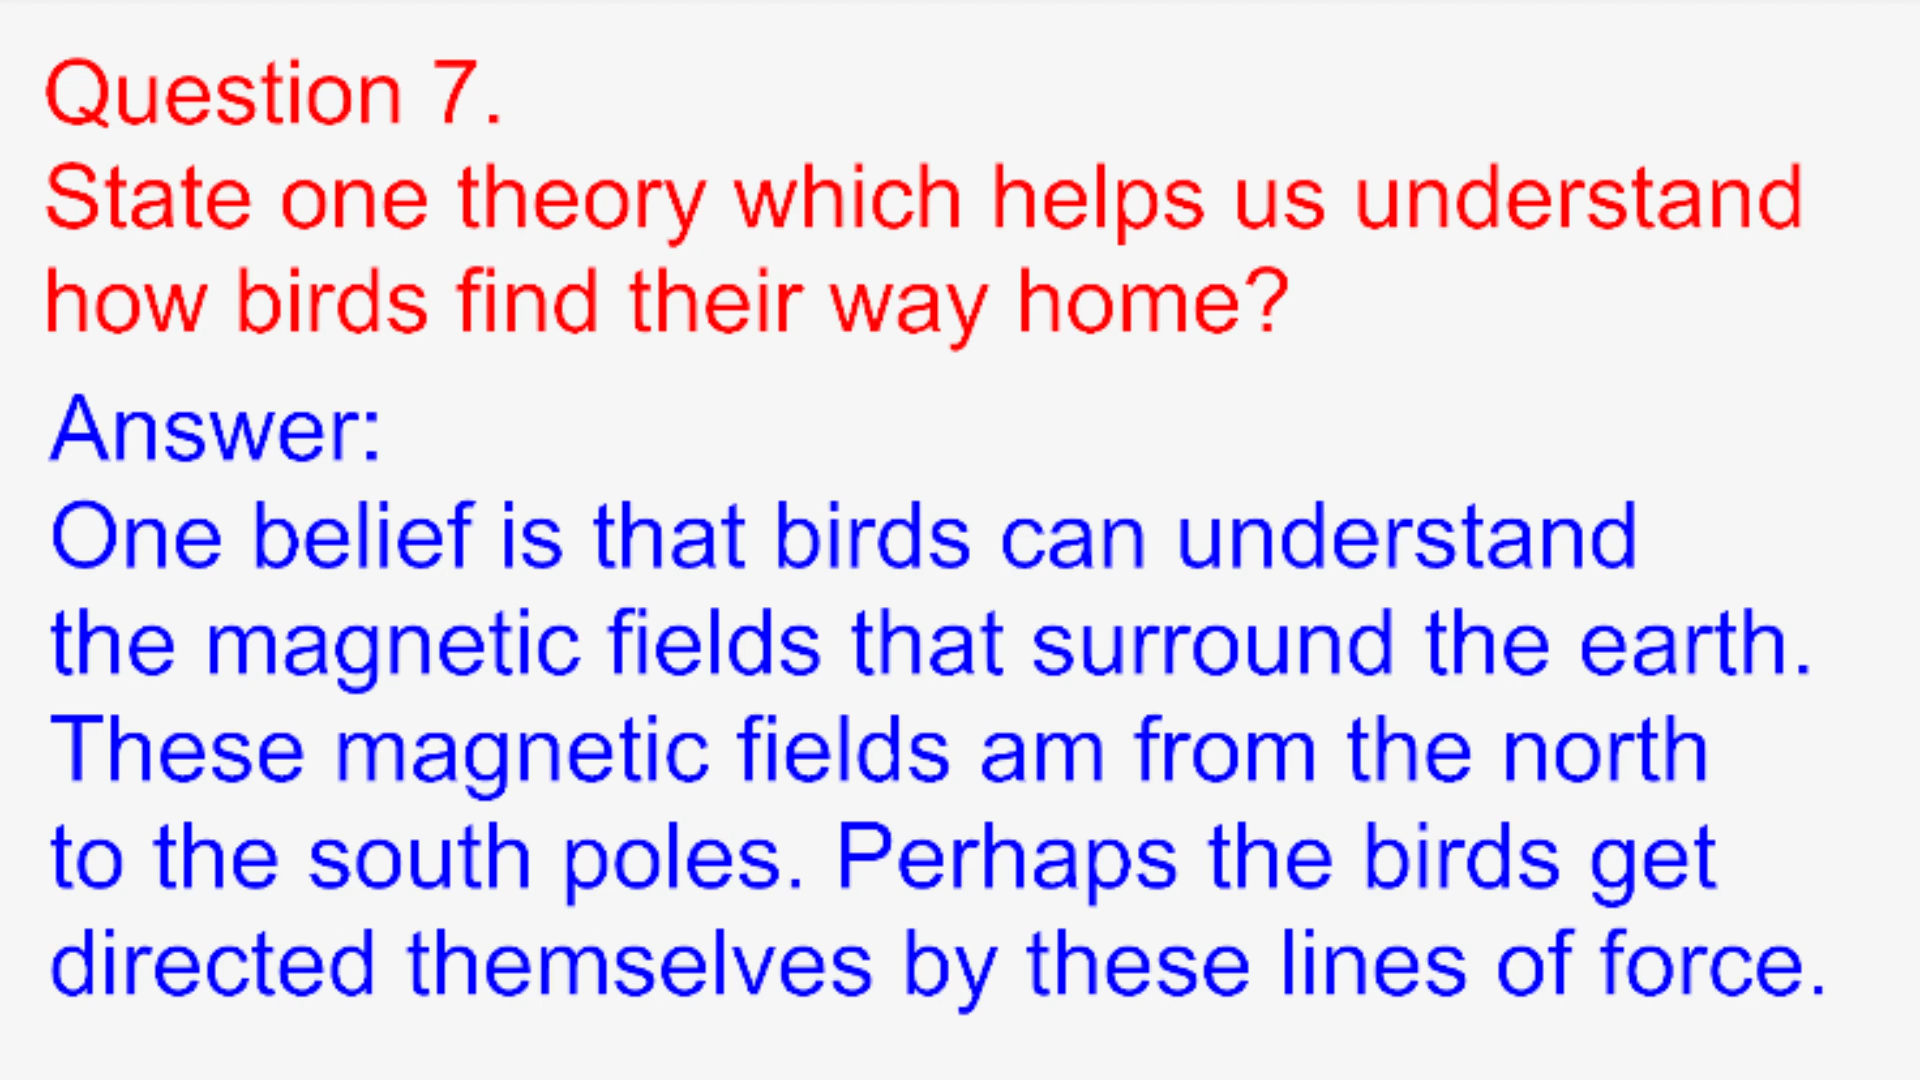 Question 7.
State one theory which helps us understand
how birds find their way home?
Answer:
One belief is that birds can understand
the magnetic fields that surround the earth.
These magnetic fields am from the north
to the south poles. Perhaps the birds get
directed themselves by these lines of force.